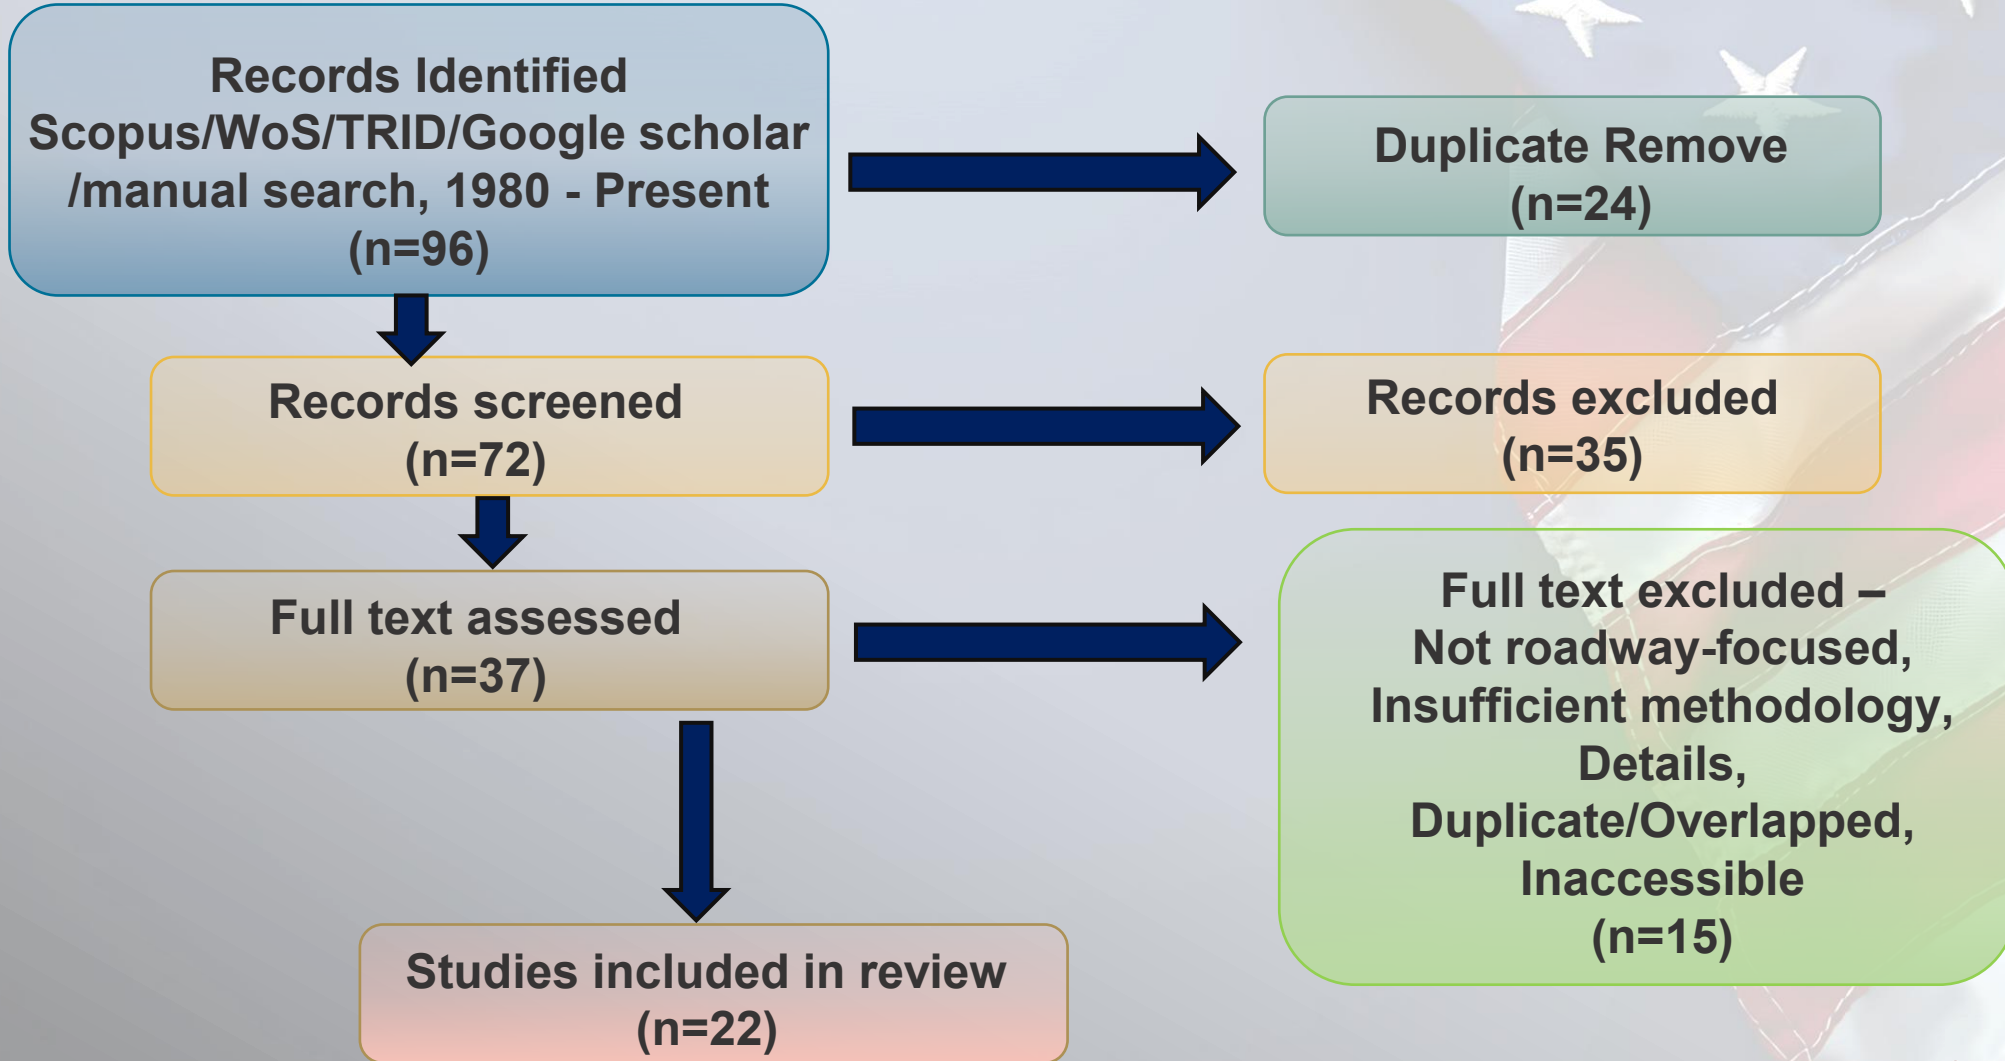 Records Identified
Scopus/WoS/TRID/Google scholar
/manual search, 1980 - Present
(n=96)
Duplicate Remove
(n=24)
Records screened
(n=72)
Records excluded
(n=35)
Full text assessed
(n=37)
Full text excluded –
Not roadway-focused,
Insufficient methodology,
Details,
Duplicate/Overlapped,
Inaccessible
(n=15)
Studies included in review
(n=22)